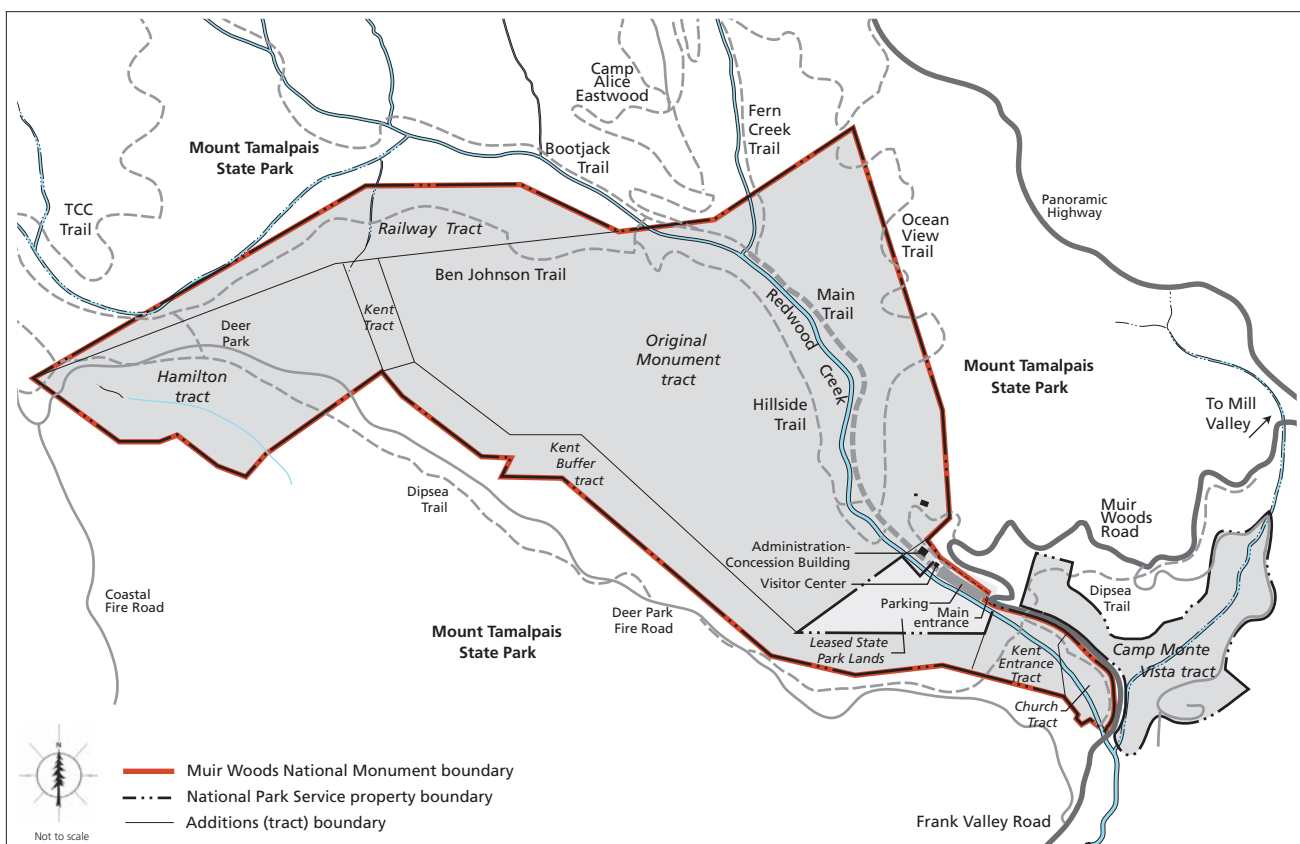 Camp
Alice
Eastwood
Fern
Creek
Trail
Mount Tamalpais
State Park
Bootjack
Trail
TCC
Trail
Railway Tract
Ocean
View
Trail
Panoramic
Highway
Ben Johnson Trail
Kent
Tract
Deer
Park
Hamilton
tract
Original
Monument
tract
Redwood
Creek
Main
Trail
Mount Tamalpais
State Park
To Mill
Valley
Hillside
Trail
Kent
Buffer
tract
Dipsea
Trail
Muir
Woods
Road
Administration-
Concession Building
Visitor Center
Parking
Main
entrance
Dipsea
Trail
Coastal
Fire Road
Deer Park
Fire Road
Mount Tamalpais
State Park
Leased State
Park Lands
Kent
Entrance
Tract
Camp Monte
Vista tract
Church
Tract
Frank Valley Road
N
Not to scale
Muir Woods National Monument boundary
National Park Service property boundary
Additions (tract) boundary